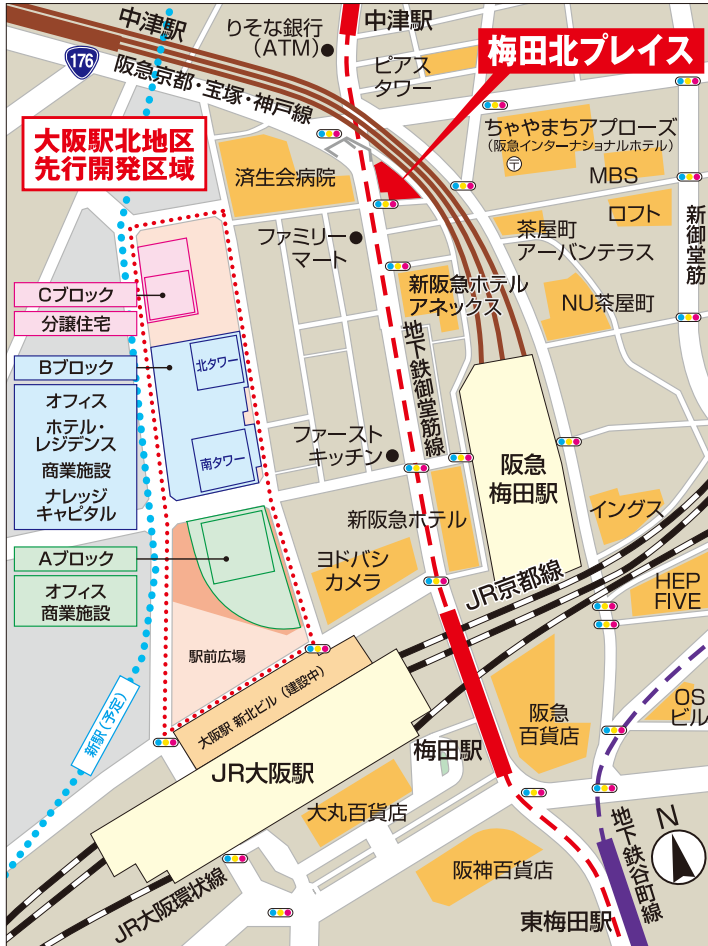 中津駅
りそな銀行
(ATM)
中津駅
ピアス
タワー
梅田北プレイス
176
阪急京都・宝塚・神戸線
大阪駅北地区
先行開発区域
ちゃやまちアプローズ
(阪急インターナショナルホテル)
〒
MBS
ロフト
新御堂筋
済生会病院
茶屋町
アーバンテラス
ファミリー
マート
新阪急ホテル
アネックス
NU茶屋町
Cブロック
分譲住宅
Bブロック
オフィス
ホテル・
レジデンス
商業施設
ナレッジ
キャピタル
北タワー
南タワー
地下鉄御堂筋線
ファースト
キッチン
阪急
梅田駅
新阪急ホテル
イングス
Aブロック
オフィス
商業施設
ヨドバシ
カメラ
JR京都線
HEP
FIVE
駅前広場
大阪駅 新北ビル(建設中)
新駅(予定)
JR大阪駅
梅田駅
阪急
百貨店
OS
ビル
大丸百貨店
阪神百貨店
地下鉄谷町線
N
JR大阪環状線
東梅田駅